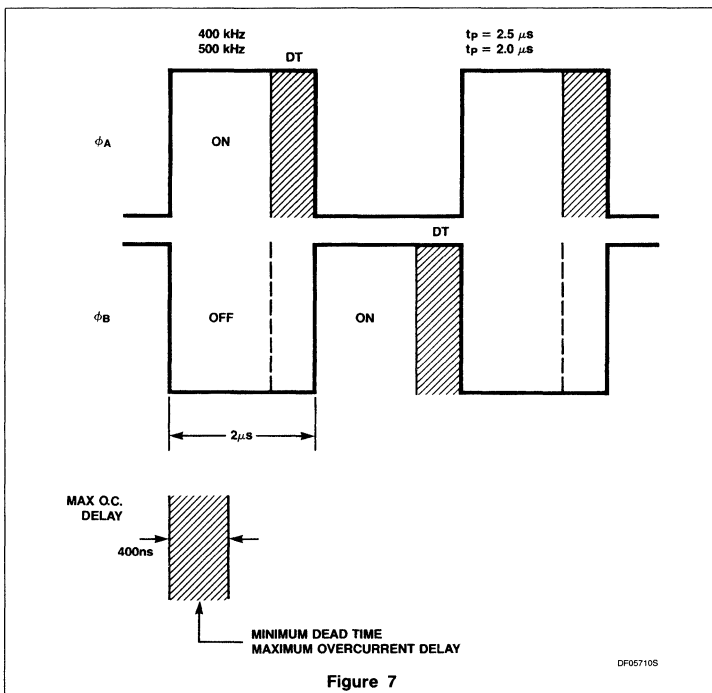 400 kHz
500 kHz
tP = 2.5 μs
tP = 2.0 μs
DT
ϕA
ON
DT
ϕB
OFF
ON
2μs
MAX O.C.
DELAY
400ns
MINIMUM DEAD TIME
MAXIMUM OVERCURRENT DELAY
DF05710S
Figure 7